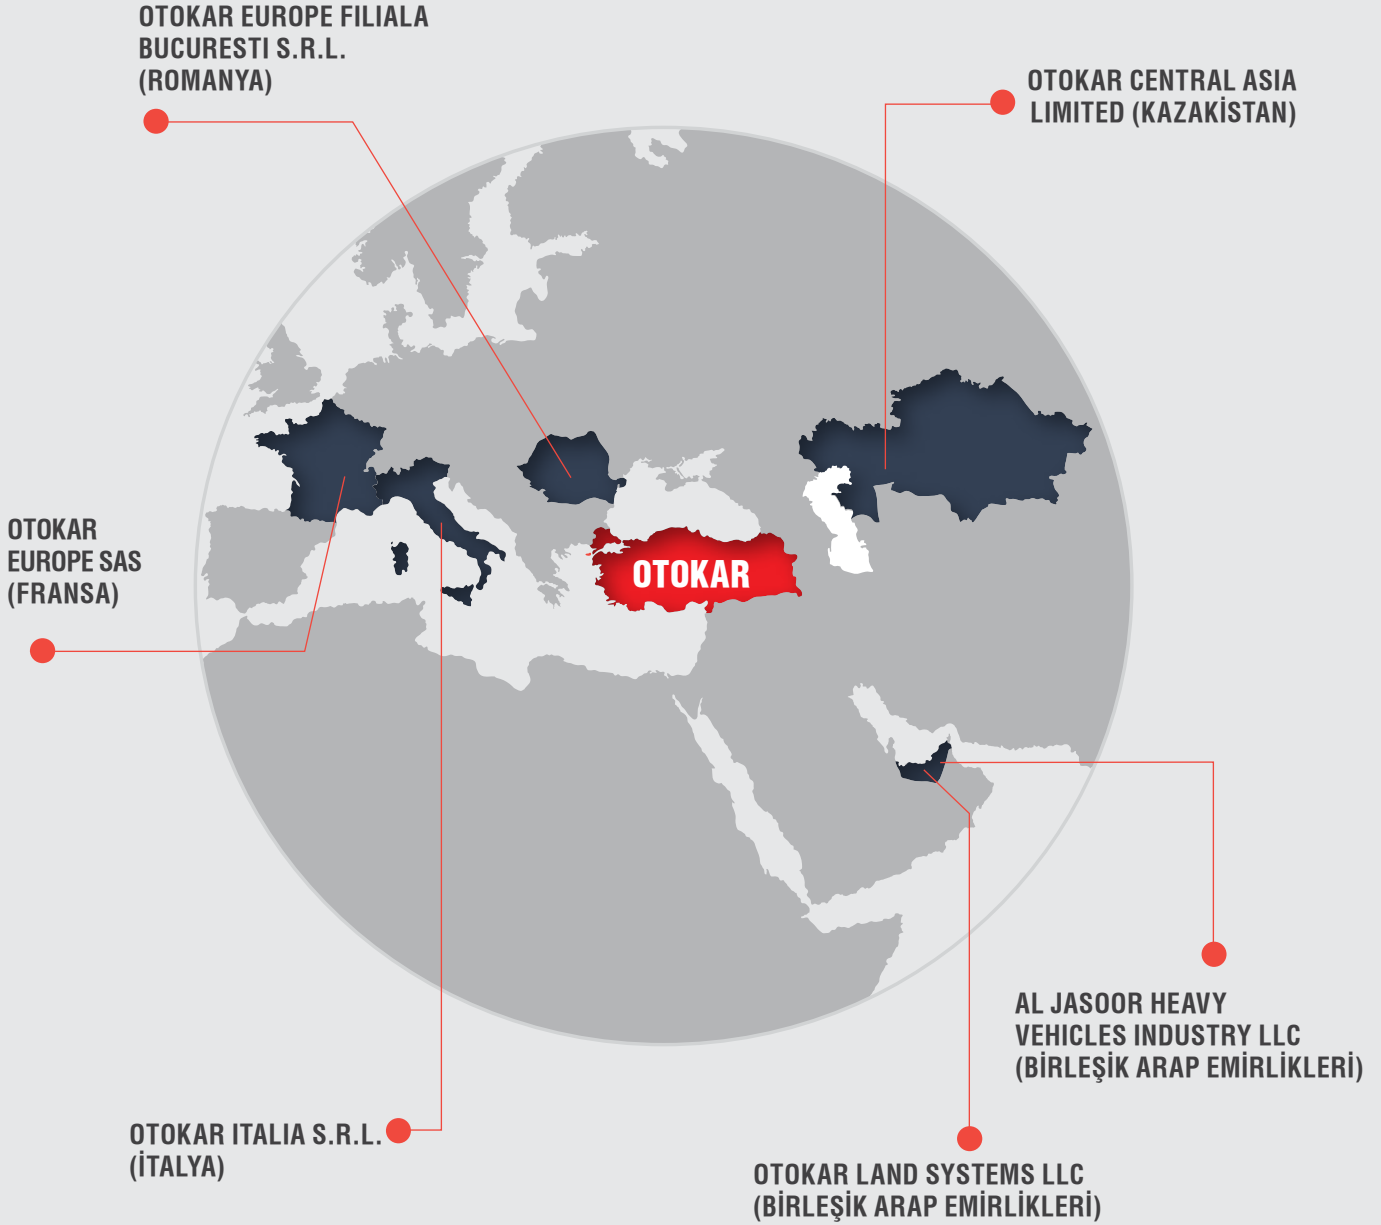 OTOKAR EUROPE FILIALA
BUCURESTI S.R.L.
(ROMANYA)
OTOKAR CENTRAL ASIA
LIMITED (KAZAKİSTAN)
OTOKAR
EUROPE SAS
(FRANSA)
OTOKAR
AL JASOOR HEAVY
VEHICLES INDUSTRY LLC
(BİRLEŞİK ARAP EMİRLİKLERİ)
OTOKAR ITALIA S.R.L.
(İTALYA)
OTOKAR LAND SYSTEMS LLC
(BİRLEŞİK ARAP EMİRLİKLERİ)